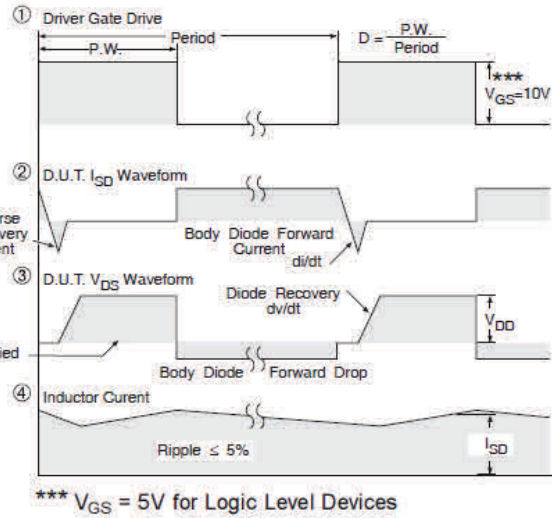 ① Driver Gate Drive
P.W.
Period
D = P.W.
Period
***
VGS=10V
② D.U.T. ISD Waveform
Body Diode Forward
Current
di/dt
③ D.U.T. VDS Waveform
Diode Recovery
dv/dt
VDD
Body Diode Forward Drop
④ Inductor Curent
Ripple ≤ 5%
ISD
*** VGS = 5V for Logic Level Devices